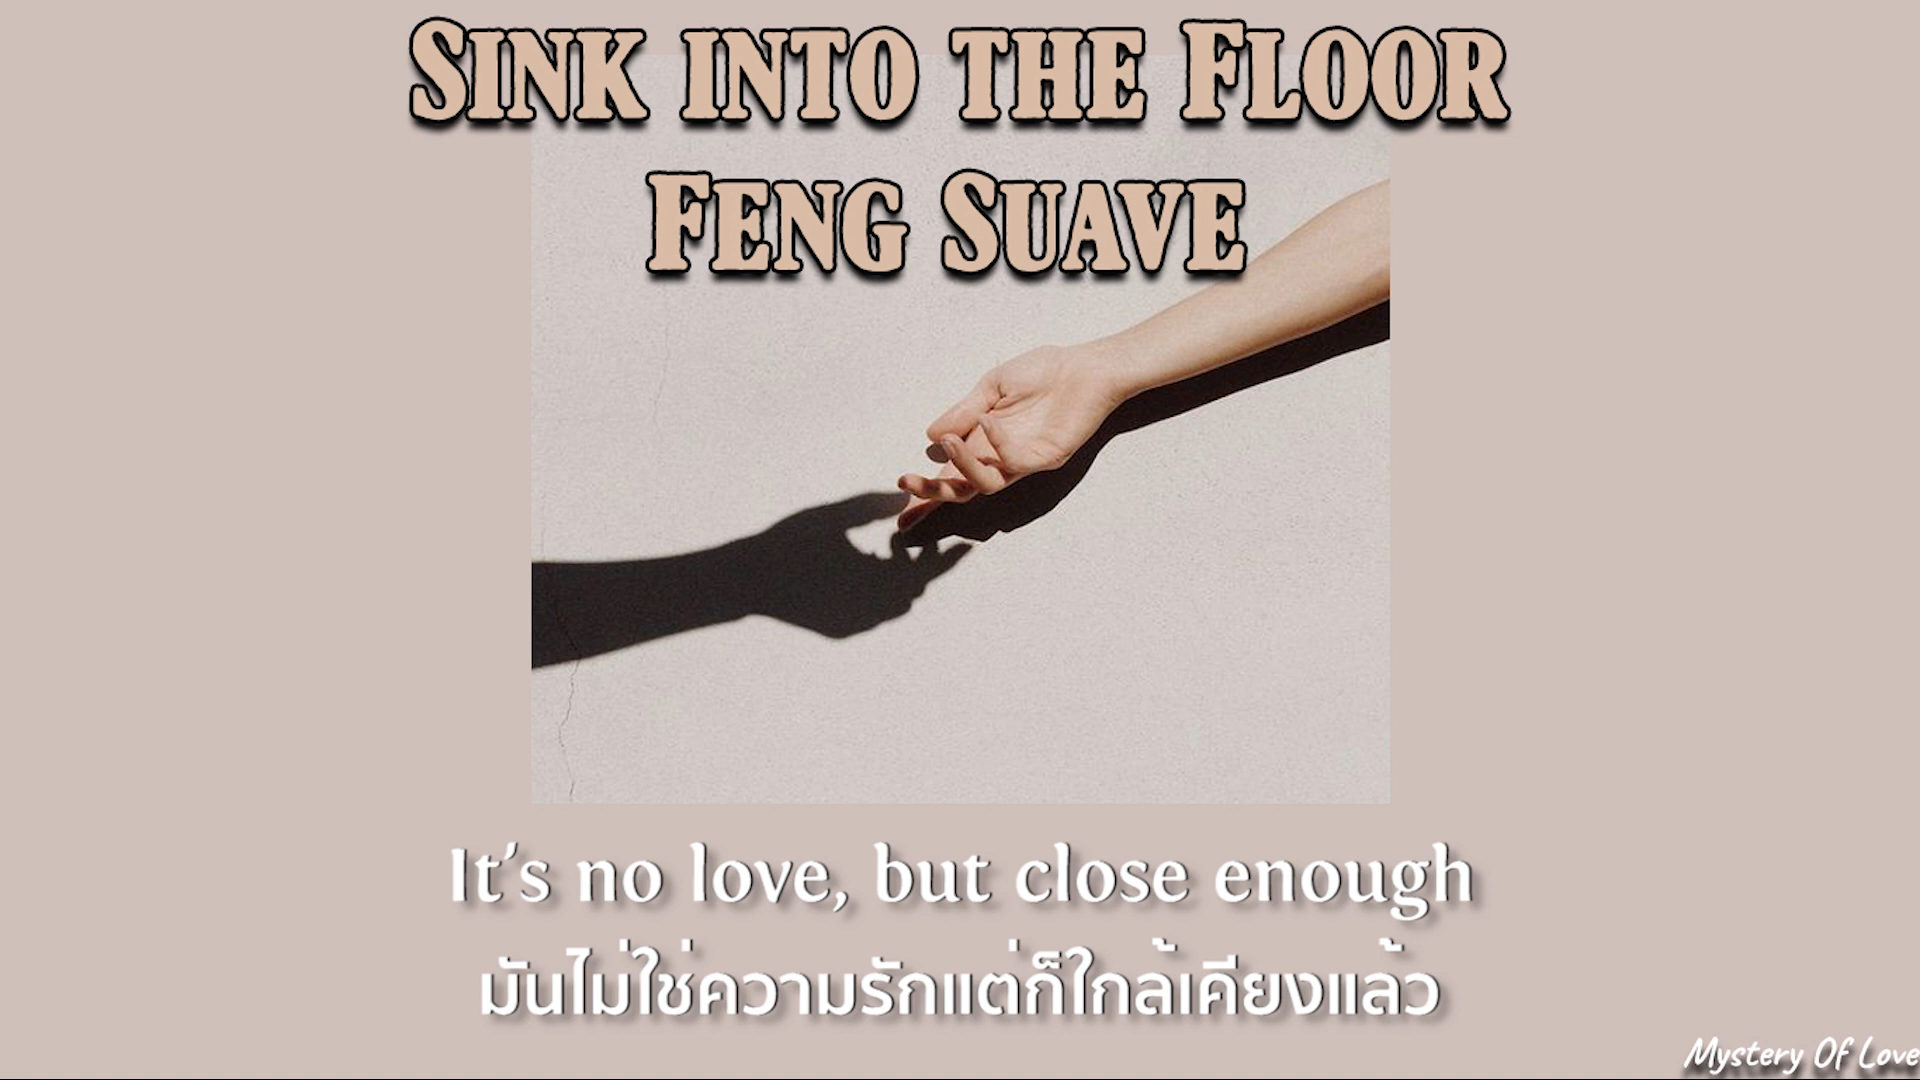 SINK INTO THE FLOOR
FENG SUAVE
It's no love, but close enough
มันไม่ใช่ความรักแต่ก็ใกล้เคียงแล้ว
Mystery Of Love